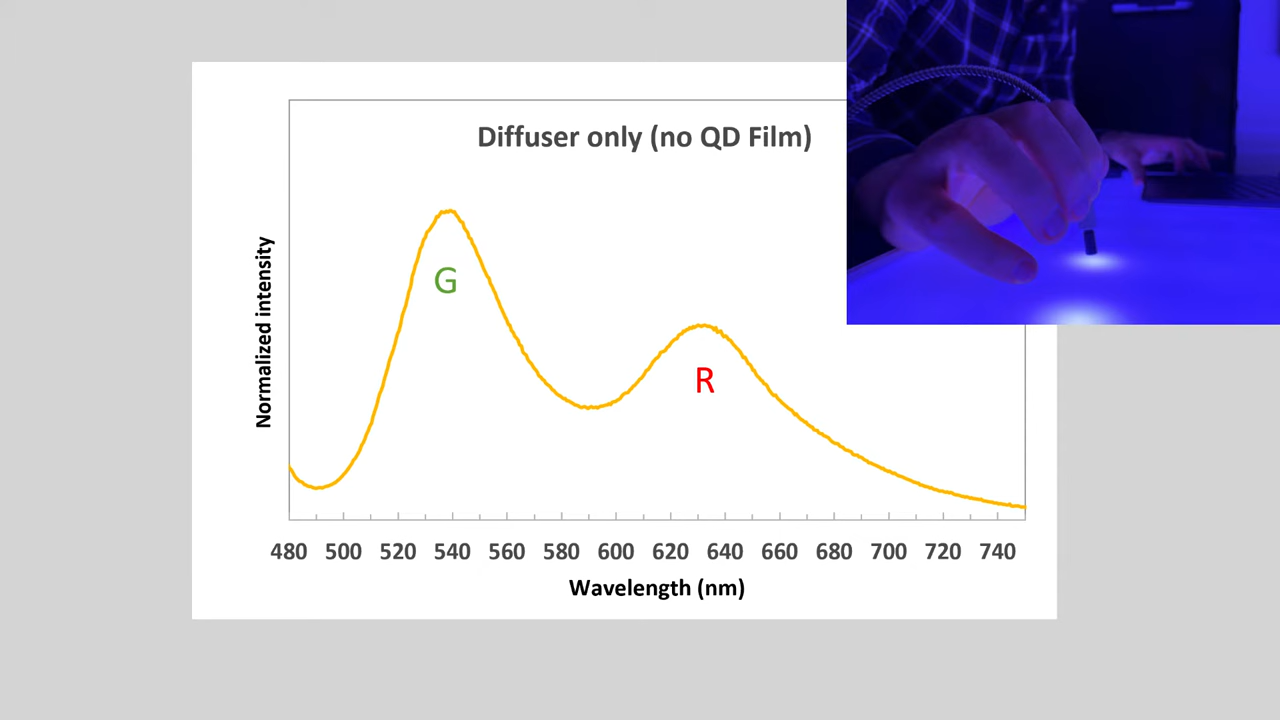 Diffuser only (no QD Film)
Normalized intensity
G
R
480 500 520 540 560 580 600 620 640 660 680 700 720 740
Wavelength (nm)